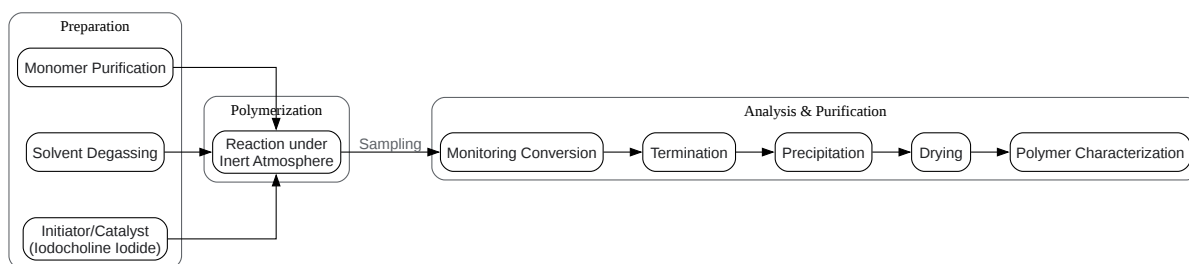 Preparation
Monomer Purification
Solvent Degassing
Initiator/Catalyst
(Iodocholine Iodide)
Polymerization
Reaction under
Inert Atmosphere
Sampling
Analysis & Purification
Monitoring Conversion
Termination
Precipitation
Drying
Polymer Characterization